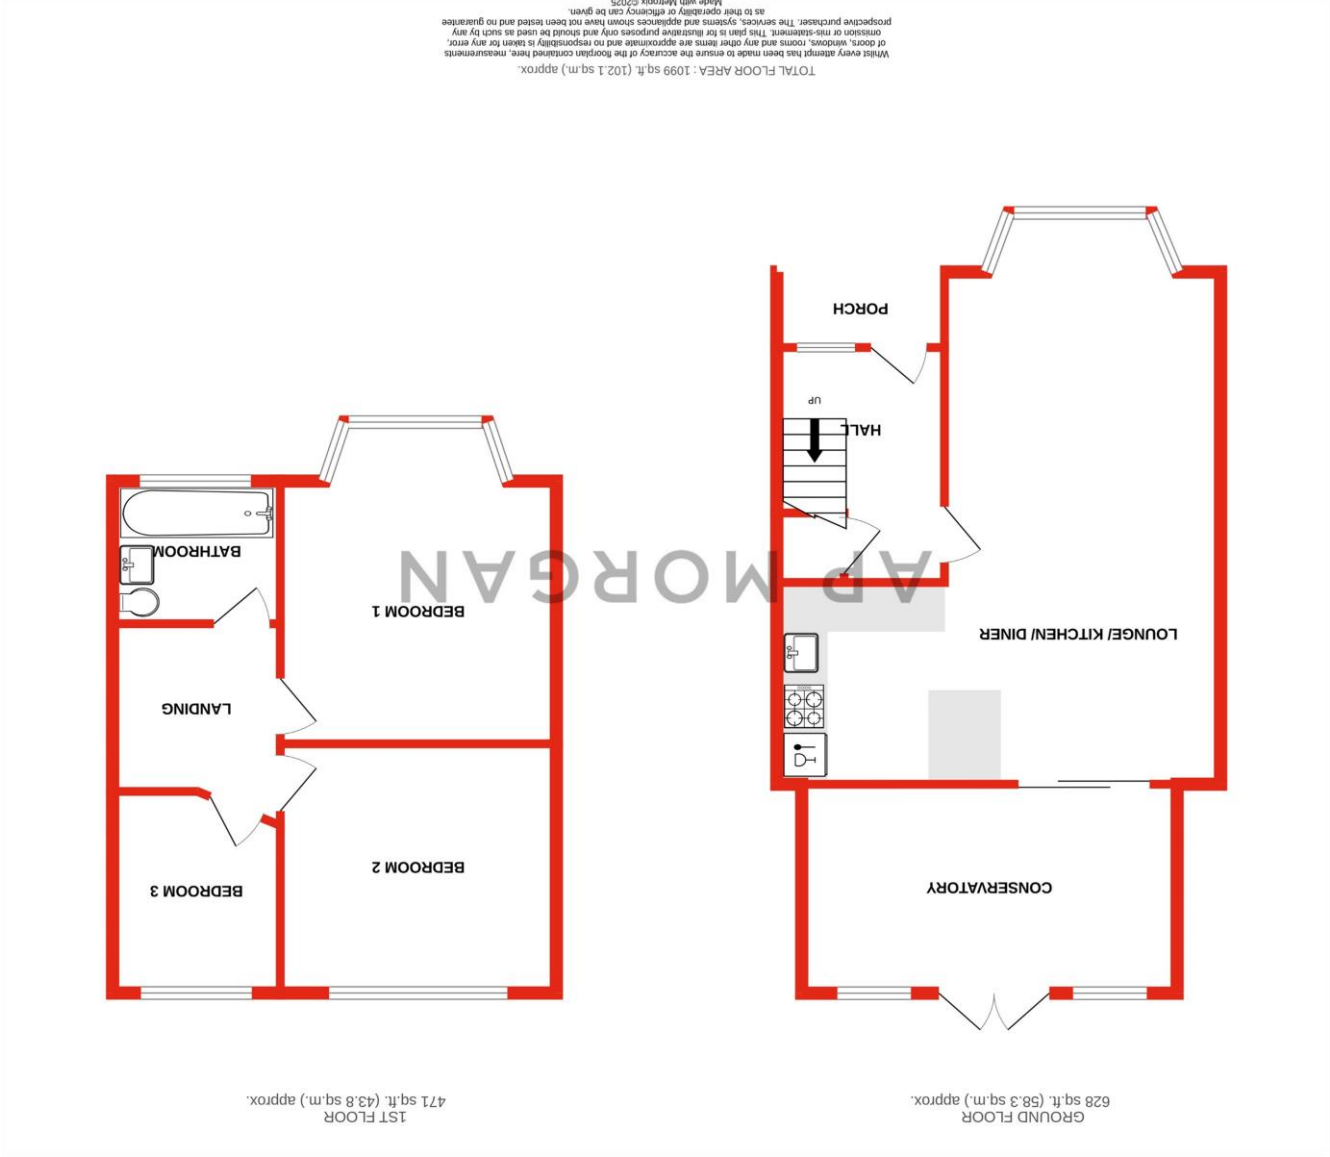 GROUND FLOOR
628 sq.ft. (58.3 sq.m.) approx.
1ST FLOOR
471 sq.ft. (43.8 sq.m.) approx.
CONSERVATORY
LOUNGE/ KITCHEN/ DINER
HALL
UP
PORCH
BEDROOM 2
BEDROOM 3
LANDING
BEDROOM 1
BATHROOM
AP MORGAN
TOTAL FLOOR AREA : 1099 sq.ft. (102.1 sq.m.) approx.
Whilst every attempt has been made to ensure the accuracy of the floorplan contained here, measurements
of doors, windows, rooms and any other items are approximate and no responsibility is taken for any error,
omission or mis-statement. This plan is for illustrative purposes only and should be used as such by any
prospective purchaser. The services, systems and appliances shown have not been tested and no guarantee
as to their operability or efficiency can be given.
Made with Metropix ©2025